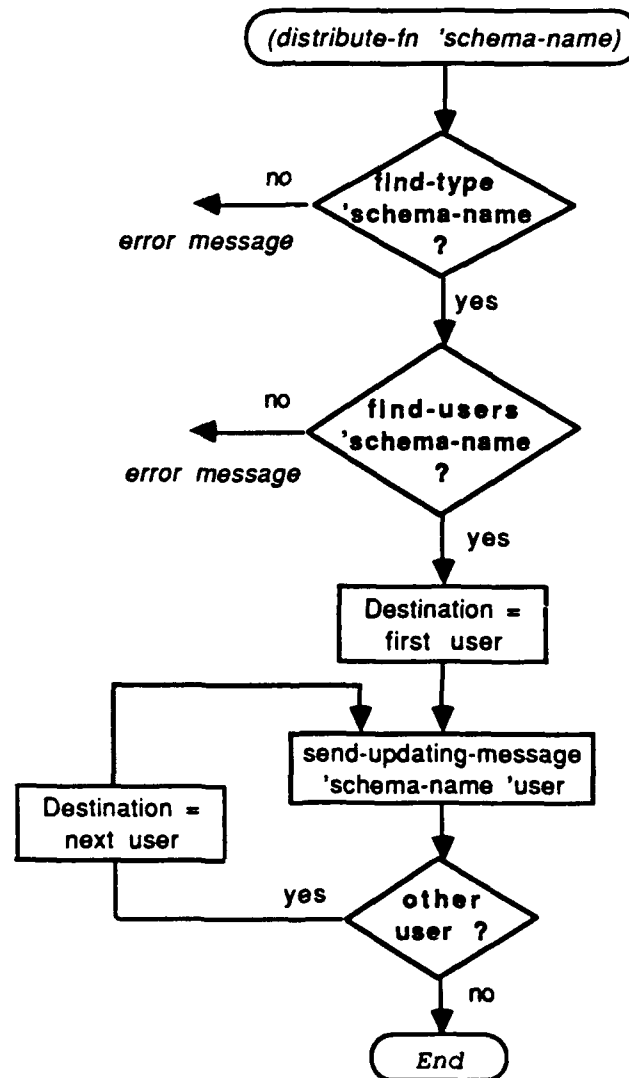 (distribute-fn 'schema-name)
no
find-type
'schema-name
?
error message
yes
no
find-users
'schema-name
?
error message
yes
Destination =
first user
send-updating-message
'schema-name 'user
Destination =
next user
yes
other
user ?
no
End